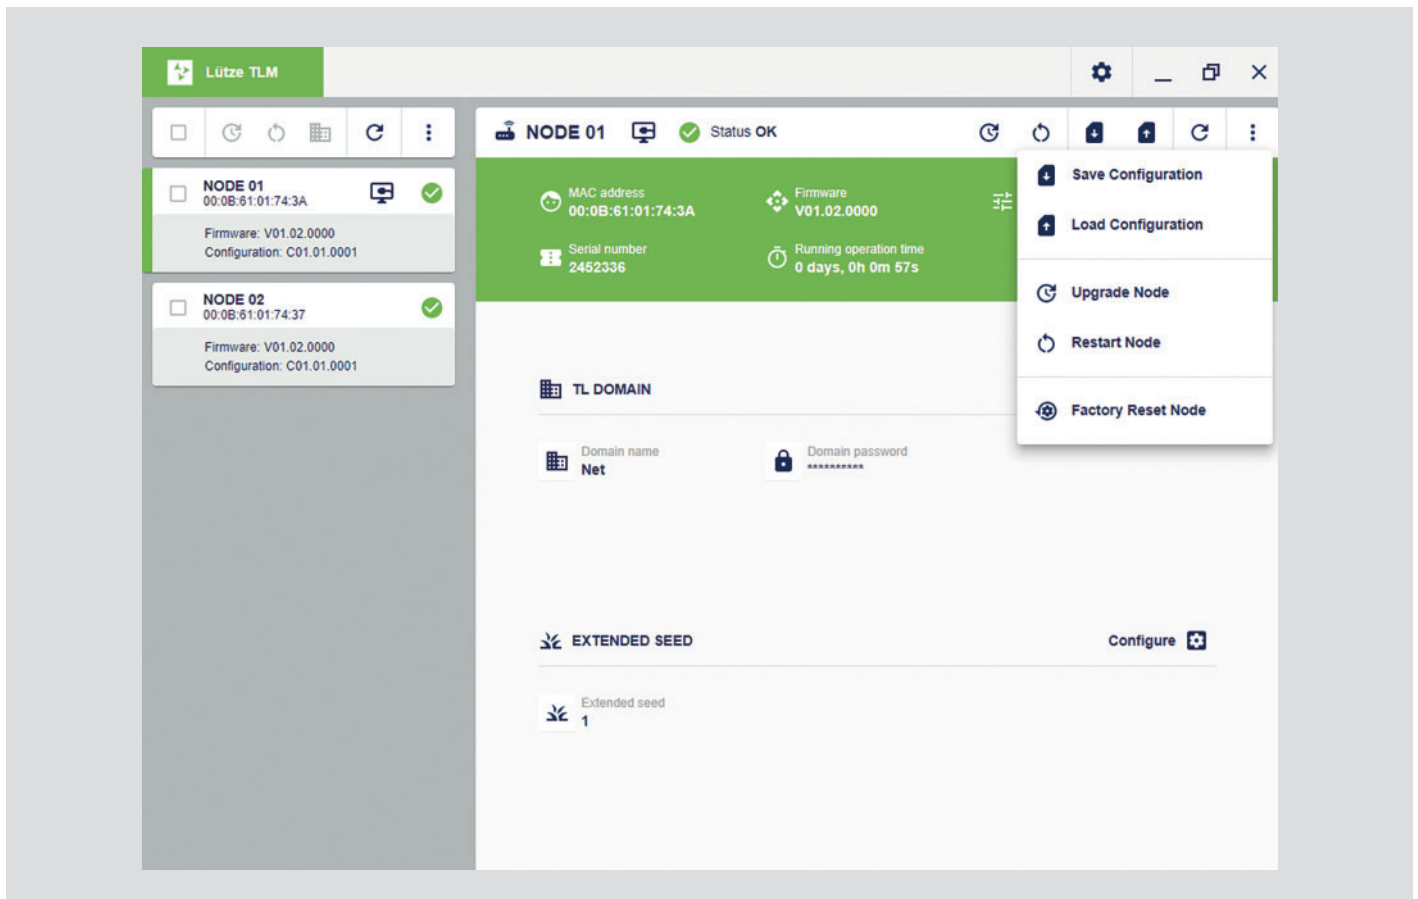 Lütze TLM
NODE 01
Status OK
NODE 01
00:0B:61:01:74:3A
Firmware: V01.02.0000
Configuration: C01.01.0001
NODE 02
00:0B:61:01:74:37
Firmware: V01.02.0000
Configuration: C01.01.0001
MAC address
00:0B:61:01:74:3A
Firmware
V01.02.0000
Serial number
2452336
Running operation time
0 days, 0h 0m 57s
Save Configuration
Load Configuration
Upgrade Node
Restart Node
Factory Reset Node
TL DOMAIN
Domain name
Net
Domain password
**********
EXTENDED SEED
Configure
Extended seed
1